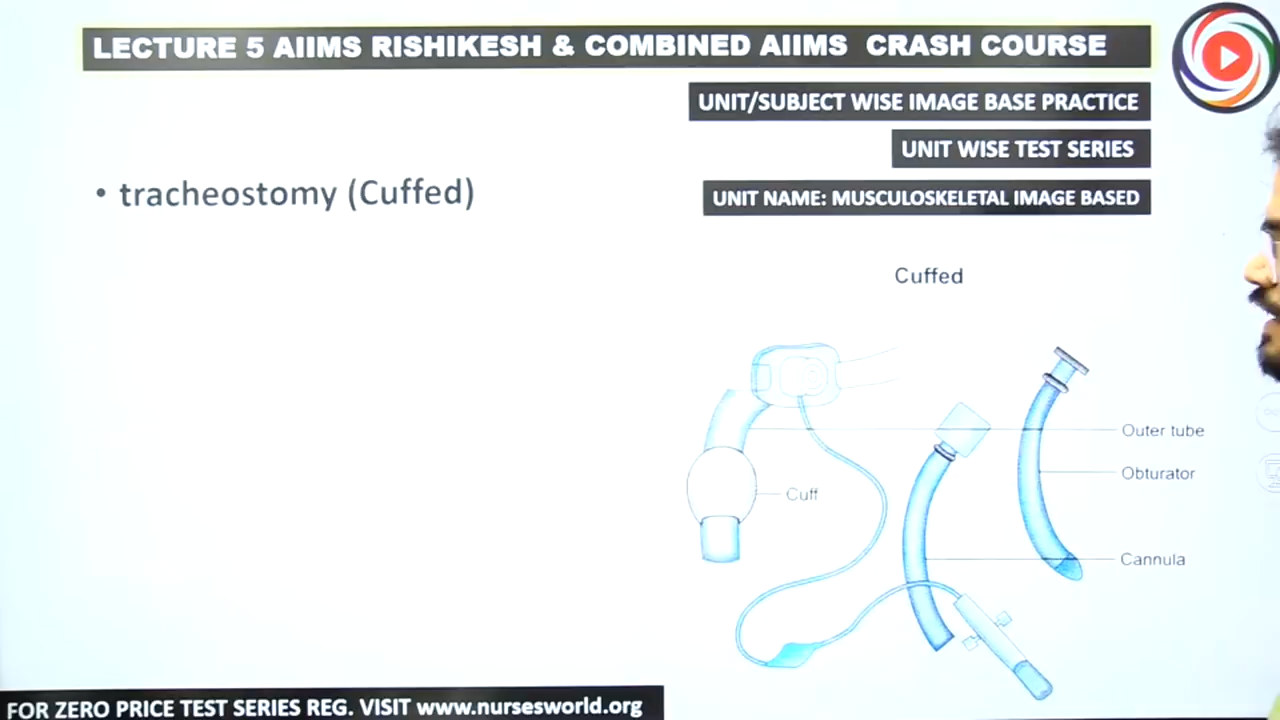 LECTURE 5 AIIMS RISHIKESH & COMBINED AIIMS CRASH COURSE
UNIT/SUBJECT WISE IMAGE BASE PRACTICE
UNIT WISE TEST SERIES
UNIT NAME: MUSCULOSKELETAL IMAGE BASED
• tracheostomy (Cuffed)
Cuffed
Outer tube
Obturator
Cuff
Cannula
FOR ZERO PRICE TEST SERIES REG. VISIT www.nursesworld.org